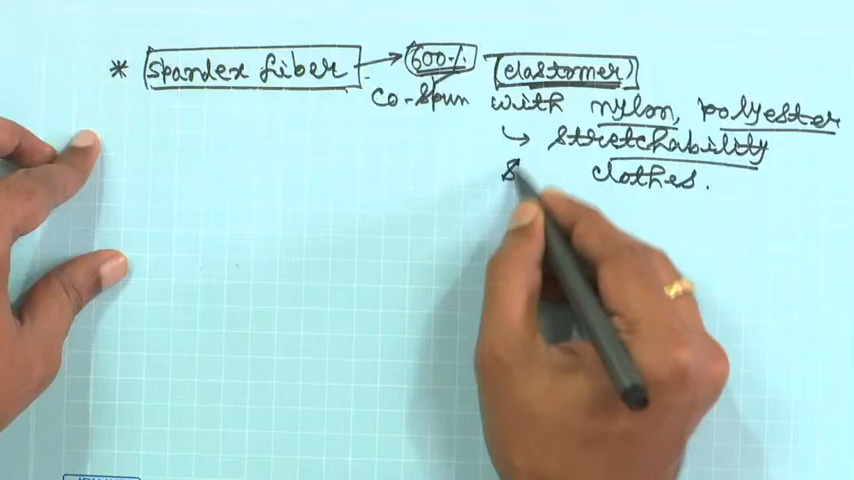 * Spandex fiber → 600% (elastomer)
co-spun with nylon, polyester
↳ stretchability
clothes.
s